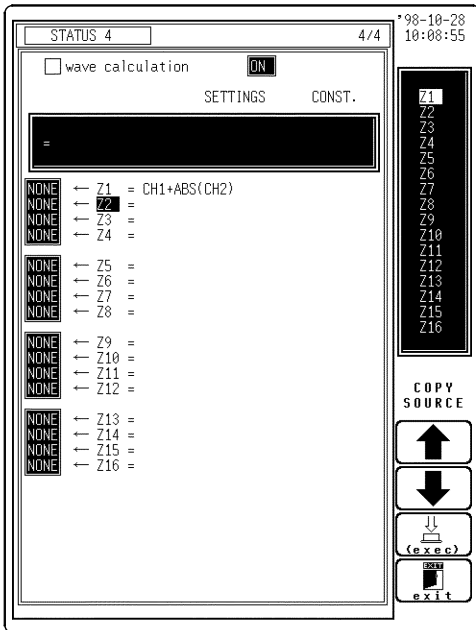 '98-10-28
STATUS 4 4/4 10:08:55
wave calculation ON
SETTINGS CONST.
=
NONE ← Z1 = CH1+ABS(CH2)
NONE ← Z2 =
NONE ← Z3 =
NONE ← Z4 =
NONE ← Z5 =
NONE ← Z6 =
NONE ← Z7 =
NONE ← Z8 =
NONE ← Z9 =
NONE ← Z10 =
NONE ← Z11 =
NONE ← Z12 =
NONE ← Z13 =
NONE ← Z14 =
NONE ← Z15 =
NONE ← Z16 =
Z1
Z2
Z3
Z4
Z5
Z6
Z7
Z8
Z9
Z10
Z11
Z12
Z13
Z14
Z15
Z16
COPY
SOURCE
(exec)
EXIT
exit